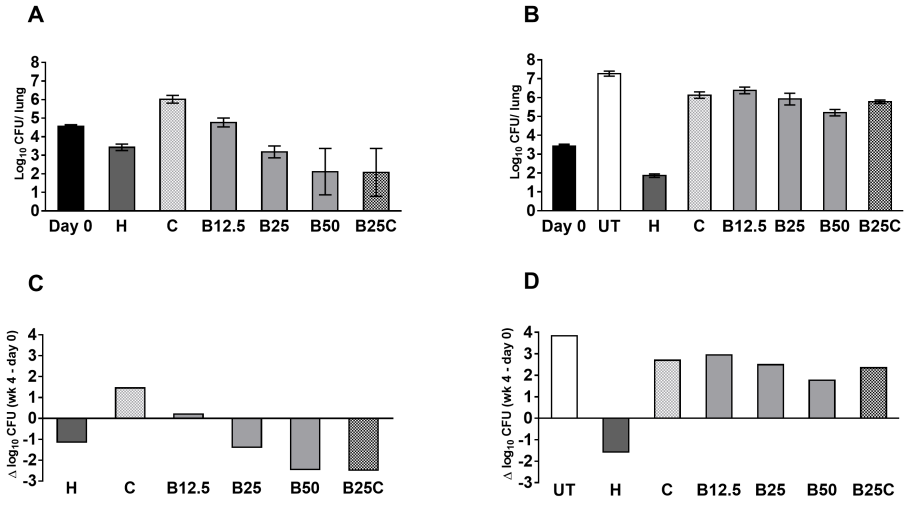 A
Log10 CFU/ lung
8
7
6
5
4
3
2
1
0
Day 0 H C B12.5 B25 B50 B25C
B
Log10 CFU/ lung
8
7
6
5
4
3
2
1
0
Day 0 UT H C B12.5 B25 B50 B25C
C
Δ log10 CFU (wk 4 - day 0)
4
3
2
1
0
-1
-2
-3
H C B12.5 B25 B50 B25C
D
Δ log10 CFU (wk 4 - day 0)
4
3
2
1
0
-1
-2
-3
UT H C B12.5 B25 B50 B25C